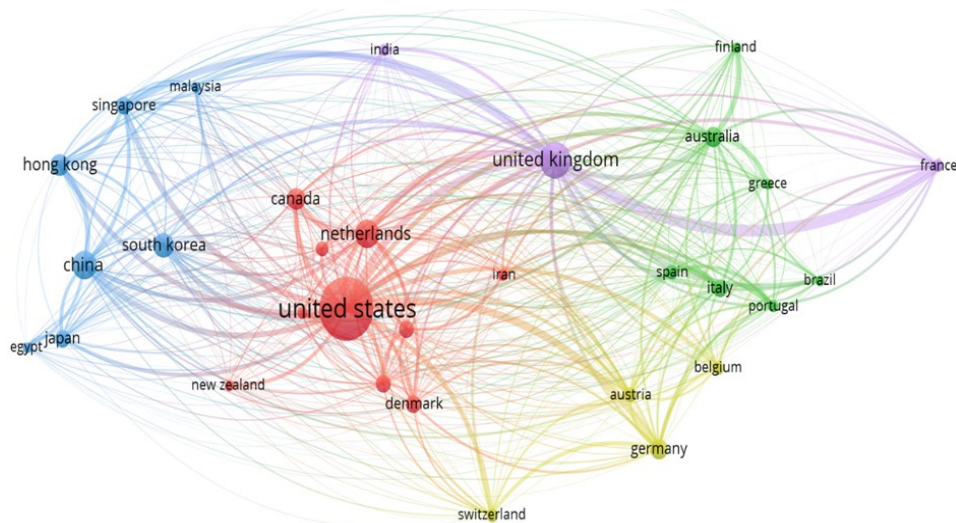 india
finland
malaysia
singapore
australia
hong kong
united kingdom
france
greece
canada
netherlands
south korea
china
spain
iran
italy
brazil
united states
portugal
japan
egypt
belgium
new zealand
austria
denmark
germany
switzerland